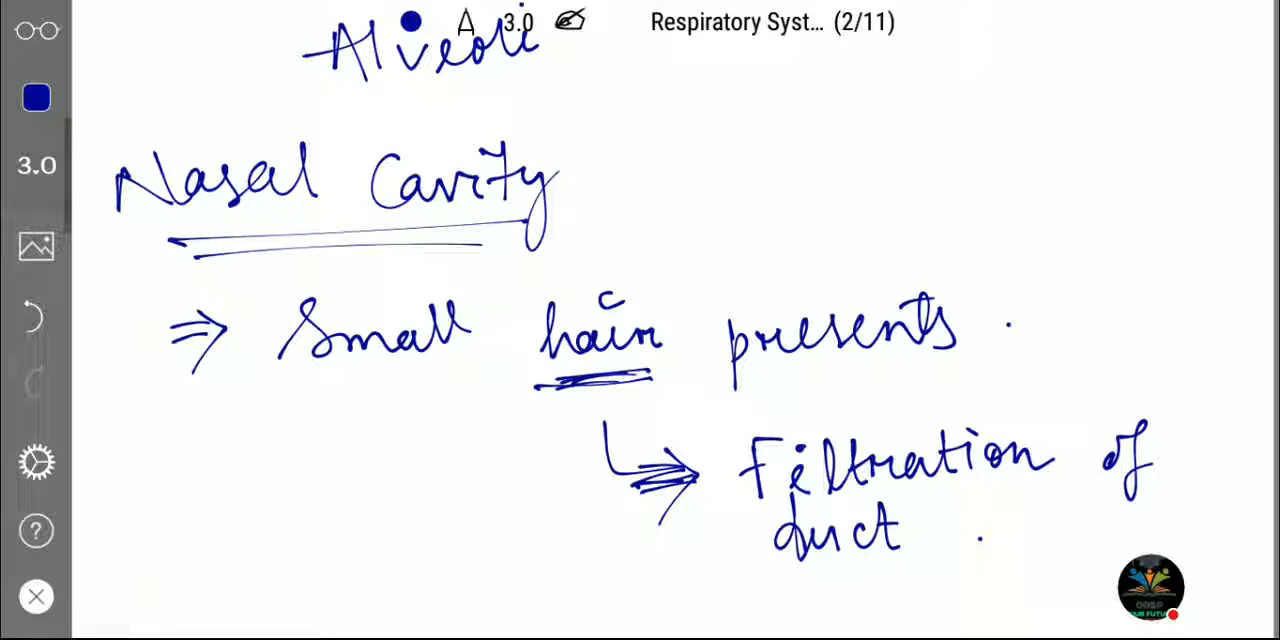 A 3.0 Respiratory Syst... (2/11)
Alveoli
3.0
Nasal Cavity
⇒ Small hair presents.
Filtration of
duct.
?